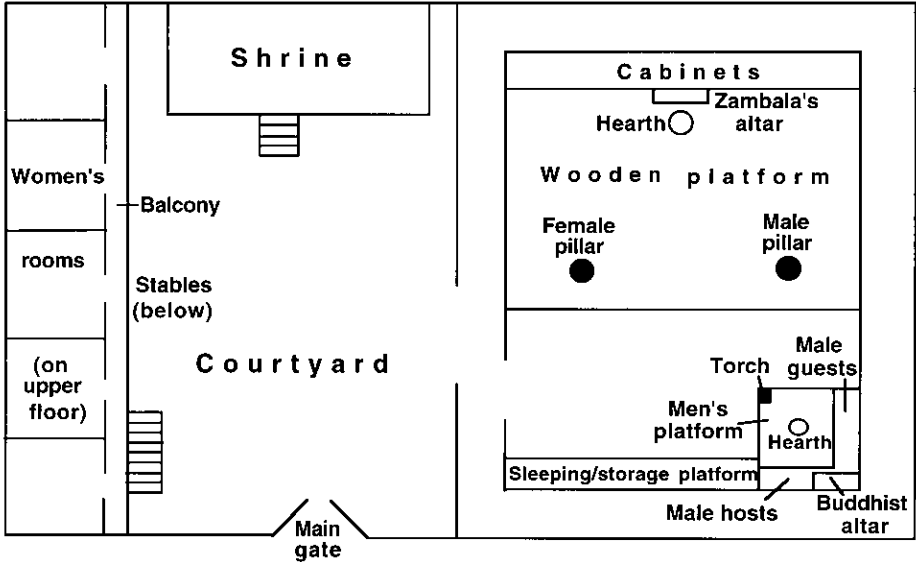 Shrine
Women's
rooms
(on
upper
floor)
Balcony
Stables
(below)
Courtyard
Main
gate
Cabinets
Zambala's
altar
Hearth
Wooden platform
Female
pillar
Male
pillar
Male
guests
Torch
Men's
platform
Hearth
Sleeping/storage platform
Male hosts
Buddhist
altar